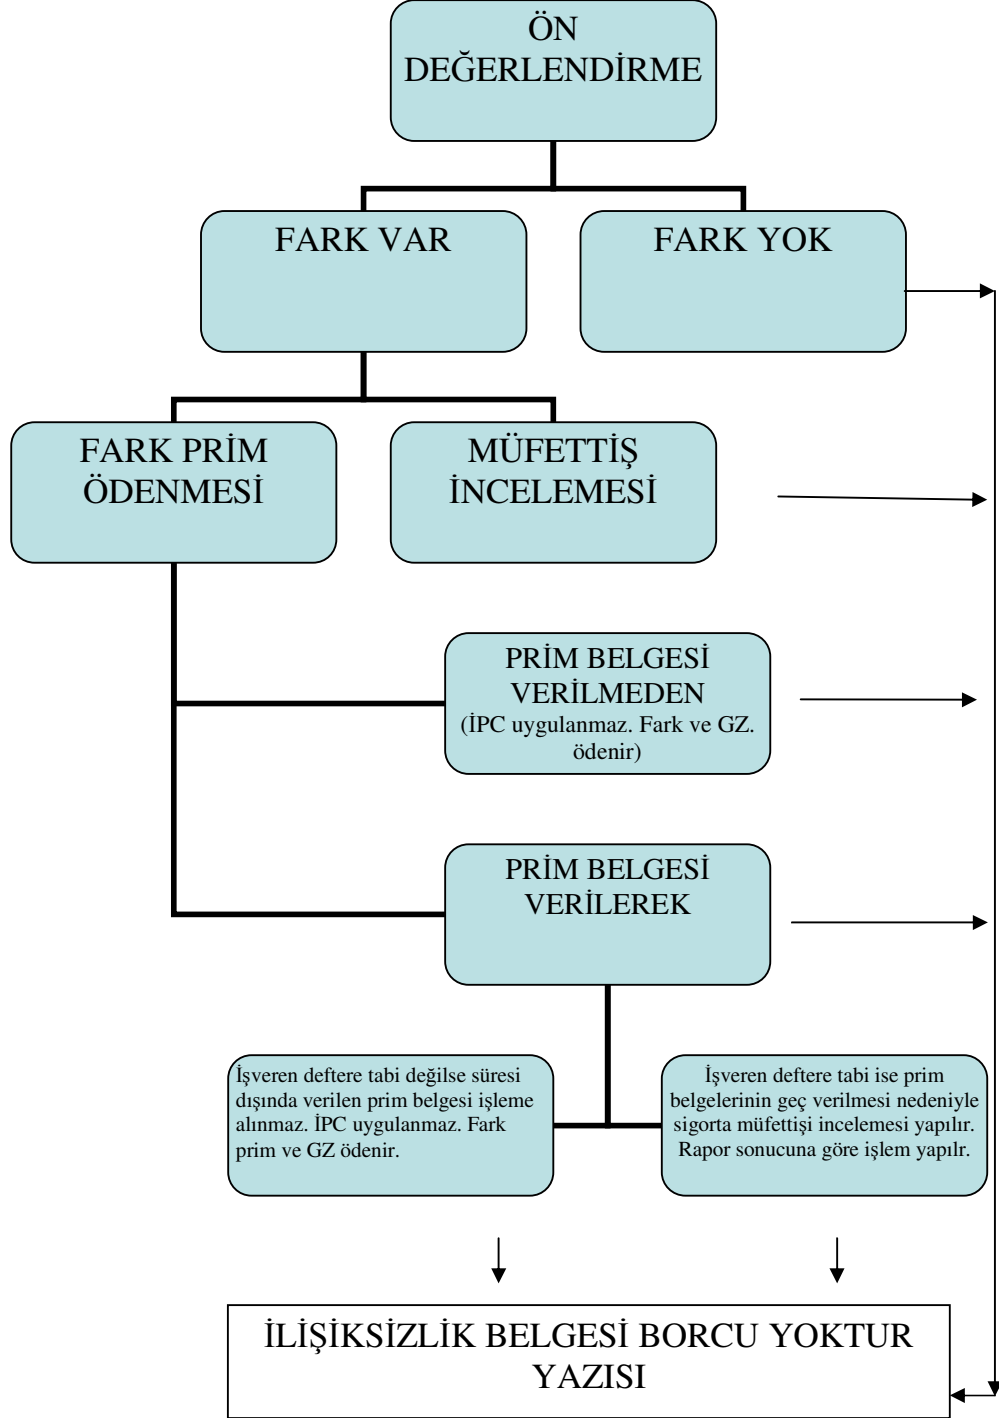 ÖN
DEĞERLENDİRME
FARK VAR
FARK YOK
FARK PRİM
ÖDENMESİ
MÜFETTİŞ
İNCELEMESİ
PRİM BELGESİ
VERİLMEDEN
(İPC uygulanmaz. Fark ve GZ.
ödenir)
PRİM BELGESİ
VERİLEREK
İşveren deftere tabi değilse süresi
dışında verilen prim belgesi işleme
alınmaz. İPC uygulanmaz. Fark
prim ve GZ ödenir.
İşveren deftere tabi ise prim
belgelerinin geç verilmesi nedeniyle
sigorta müfettişi incelemesi yapılır.
Rapor sonucuna göre işlem yapılr.
İLİŞİKSİZLİK BELGESİ BORCU YOKTUR
YAZISI